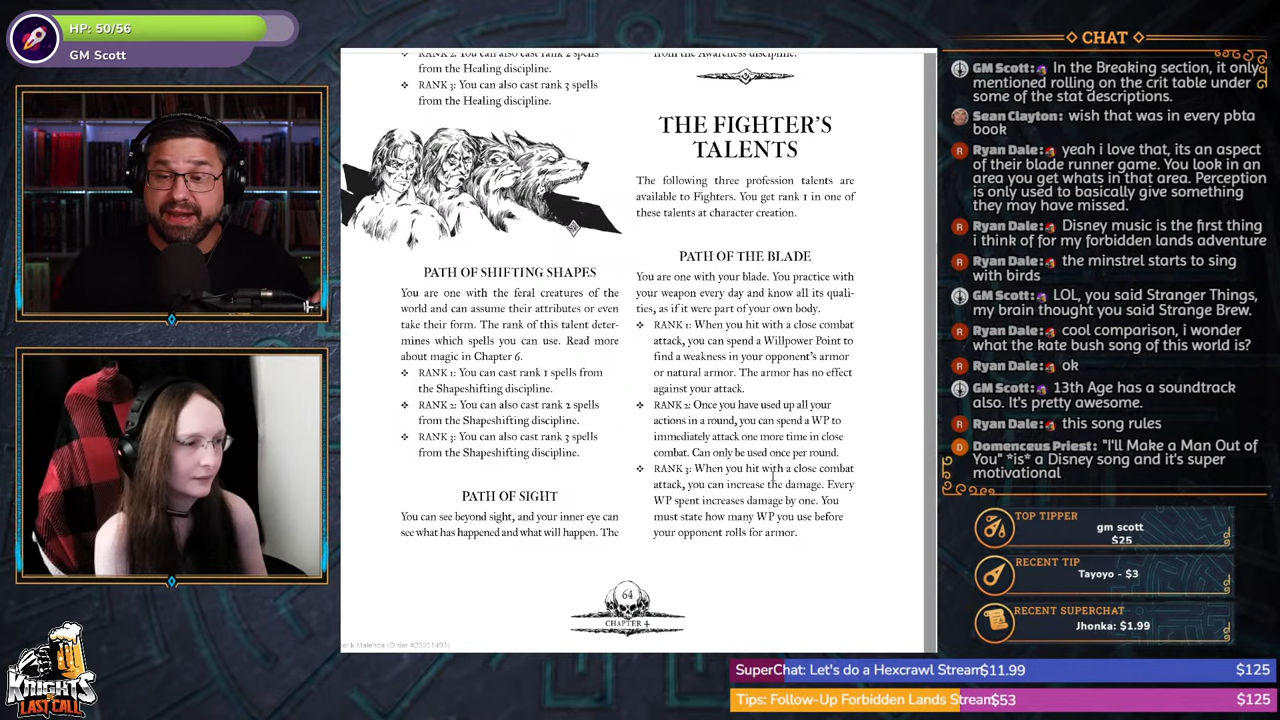 HP: 50/56
GM Scott
RANK 2: You can also cast rank 2 spells
from the Healing discipline.
RANK 3: You can also cast rank 3 spells
from the Healing discipline.
PATH OF SHIFTING SHAPES
You are one with the feral creatures of the
world and can assume their attributes or even
take their form. The rank of this talent deter-
mines which spells you can use. Read more
about magic in Chapter 6.
❖ RANK 1: You can cast rank 1 spells from
the Shapeshifting discipline.
❖ RANK 2: You can also cast rank 2 spells
from the Shapeshifting discipline.
❖ RANK 3: You can also cast rank 3 spells
from the Shapeshifting discipline.
PATH OF SIGHT
You can see beyond sight, and your inner eye can
see what has happened and what will happen. The
from the Awareness discipline.
THE FIGHTER'S
TALENTS
The following three profession talents are
available to Fighters. You get rank 1 in one of
these talents at character creation.
PATH OF THE BLADE
You are one with your blade. You practice with
your weapon every day and know all its quali-
ties, as if it were part of your own body.
❖ RANK 1: When you hit with a close combat
attack, you can spend a Willpower Point to
find a weakness in your opponent's armor
or natural armor. The armor has no effect
against your attack.
❖ RANK 2: Once you have used up all your
actions in a round, you can spend a WP to
immediately attack one more time in close
combat. Can only be used once per round.
❖ RANK 3: When you hit with a close combat
attack, you can increase the damage. Every
WP spent increases damage by one. You
must state how many WP you use before
your opponent rolls for armor.
64
CHAPTER 4
Malenda (Order #25951493)
CHAT
GM Scott: In the Breaking section, it only
mentioned rolling on the crit table under
some of the stat descriptions.
Sean Clayton: wish that was in every pbta
book
Ryan Dale: yeah i love that, its an aspect
of their blade runner game. You look in an
area you get whats in that area. Perception
is only used to basically give something
they may have missed.
Ryan Dale: Disney music is the first thing
i think of for my forbidden lands adventure
Ryan Dale: the minstrel starts to sing
with birds
GM Scott: LOL, you said Stranger Things,
my brain thought you said Strange Brew.
Ryan Dale: cool comparison, i wonder
what the kate bush song of this world is?
Ryan Dale: ok
GM Scott: 13th Age has a soundtrack
also. It's pretty awesome.
Ryan Dale: this song rules
Domenceus Priest: "I'll Make a Man Out of
You" *is* a Disney song and it's super
motivational
TOP TIPPER
gm scott
$25
RECENT TIP
Tayoyo - $3
RECENT SUPERCHAT
Jhonka: $1.99
SuperChat: Let's do a Hexcrawl Stream $11.99 $125
Tips: Follow-Up Forbidden Lands Stream $53 $125
KNIGHTS
OF
LAST CALL